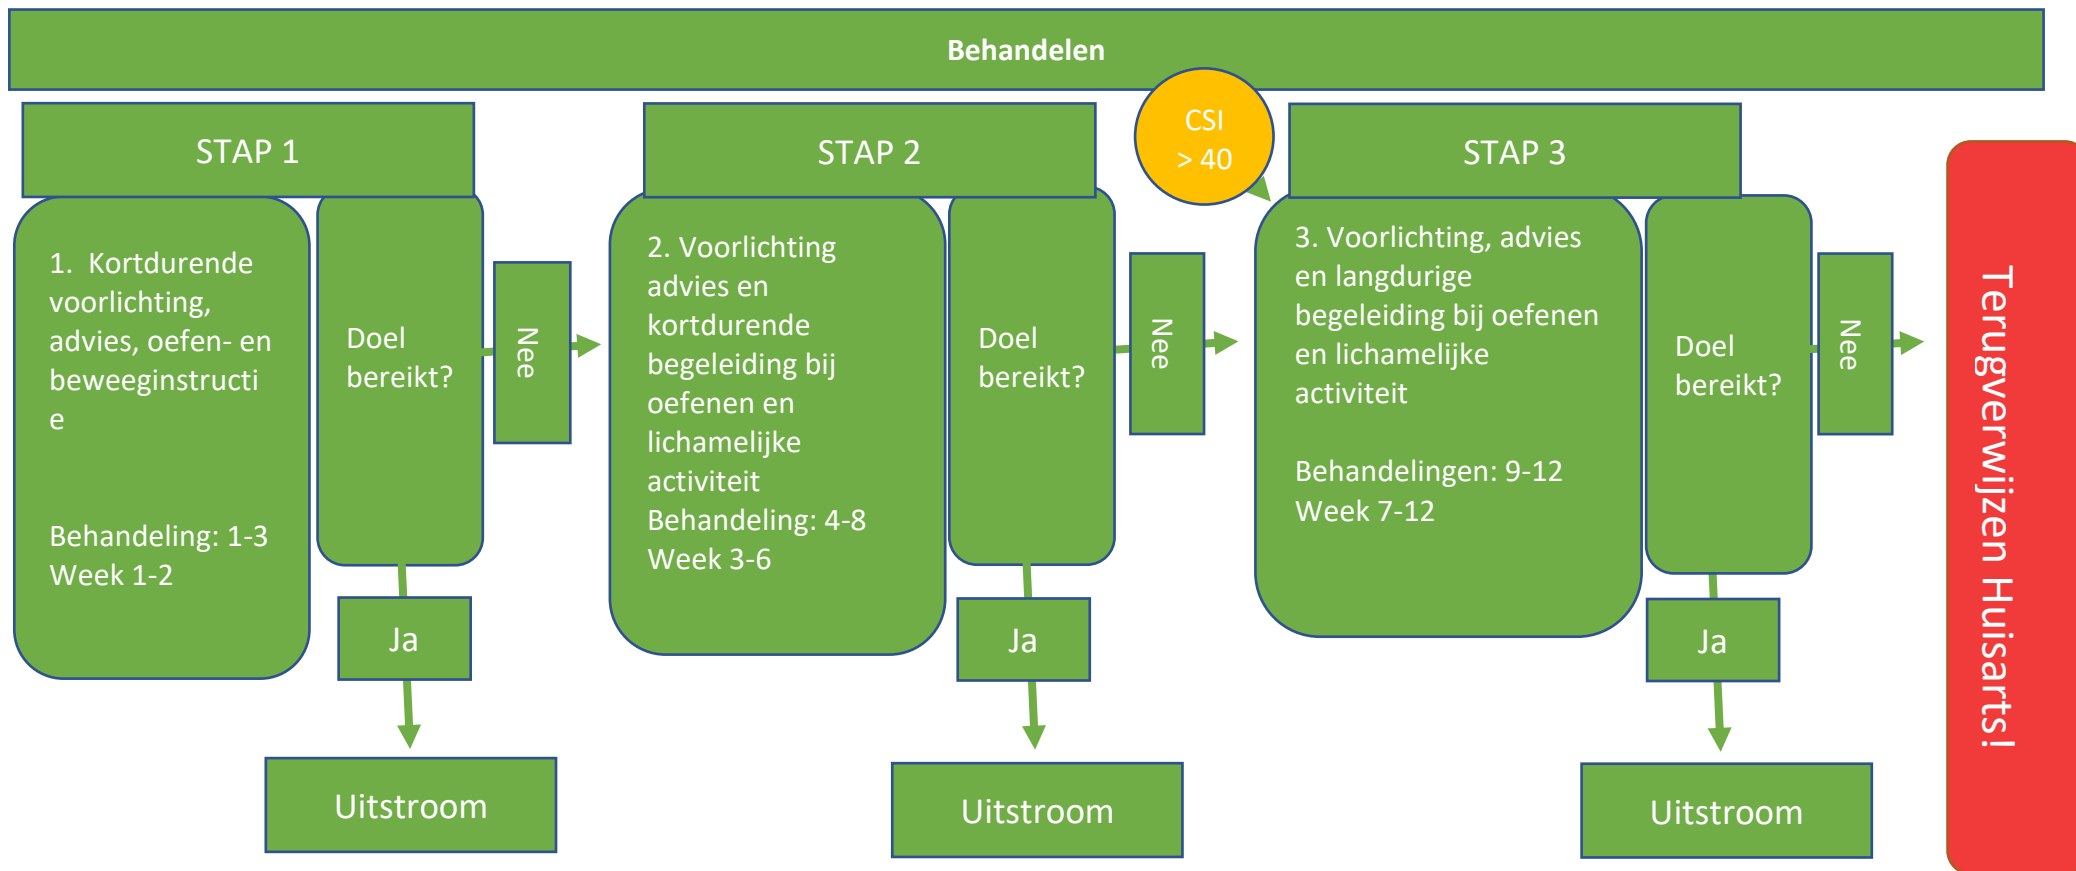 Behandelen
STAP 1
1. Kortdurende
voorlichting,
advies, oefen- en
beweeginstructi
e
Behandeling: 1-3
Week 1-2
Doel
bereikt?
Nee
Ja
Uitstroom
STAP 2
2. Voorlichting
advies en
kortdurende
begeleiding bij
oefenen en
lichamelijke
activiteit
Behandeling: 4-8
Week 3-6
Doel
bereikt?
Nee
Ja
Uitstroom
CSI
> 40
STAP 3
3. Voorlichting, advies
en langdurige
begeleiding bij oefenen
en lichamelijke
activiteit
Behandelingen: 9-12
Week 7-12
Doel
bereikt?
Nee
Ja
Uitstroom
Terugverwijzen Huisarts!